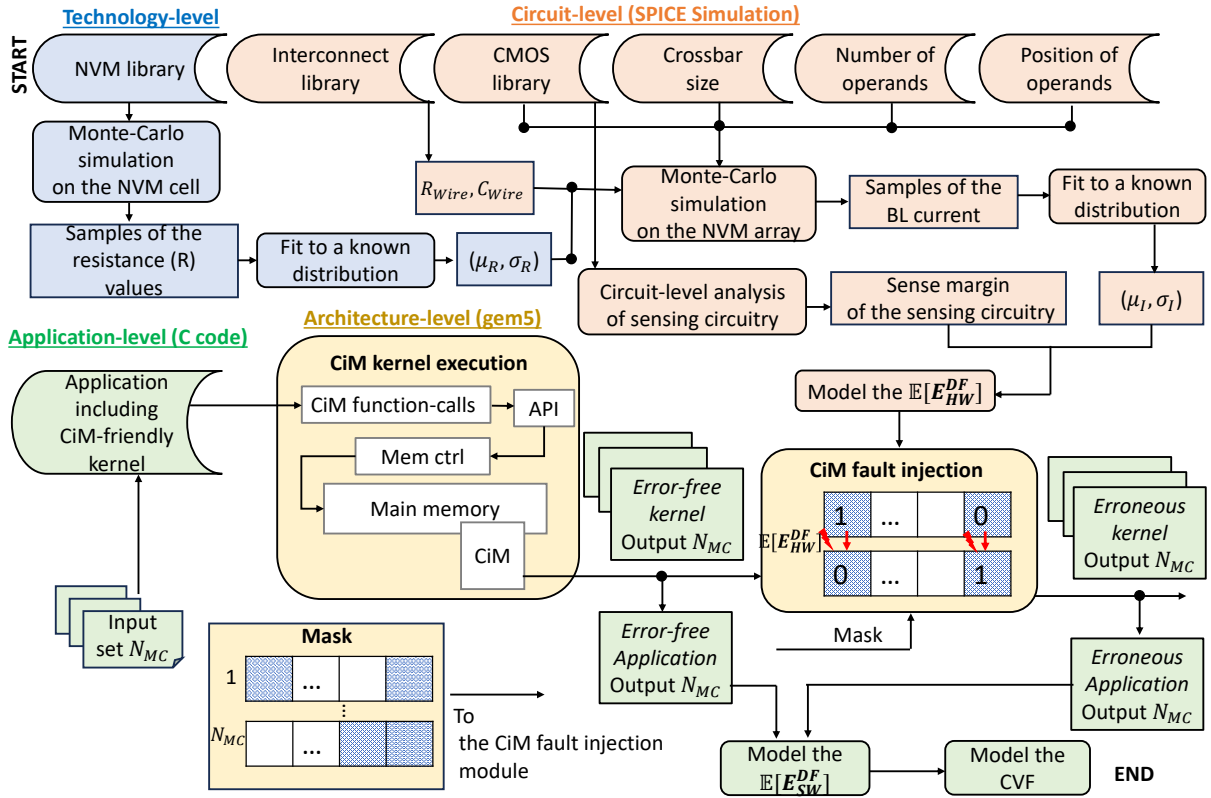 Technology-level
Circuit-level (SPICE Simulation)
START
NVM library
Interconnect
library
CMOS
library
Crossbar
size
Number of
operands
Position of
operands
Monte-Carlo
simulation
on the NVM cell
R_Wire, C_Wire
Monte-Carlo
simulation
on the NVM array
Samples of the
BL current
Fit to a known
distribution
Samples of the
resistance (R)
values
Fit to a known
distribution
(μ_R, σ_R)
Circuit-level analysis
of sensing circuitry
Sense margin
of the sensing circuitry
(μ_I, σ_I)
Application-level (C code)
Architecture-level (gem5)
Application
including
CiM-friendly
kernel
CiM kernel execution
CiM function-calls
API
Mem ctrl
Main memory
CiM
Model the 𝔼[E_HW^DF]
Error-free
kernel
Output N_MC
CiM fault injection
1 ... 0
𝔼[E_HW^DF]
0 ... 1
Erroneous
kernel
Output N_MC
Input
set N_MC
Mask
1 ...
⋮
N_MC ...
To
the CiM fault injection
module
Error-free
Application
Output N_MC
Mask
Erroneous
Application
Output N_MC
Model the
𝔼[E_SW^DF]
Model the
CVF
END